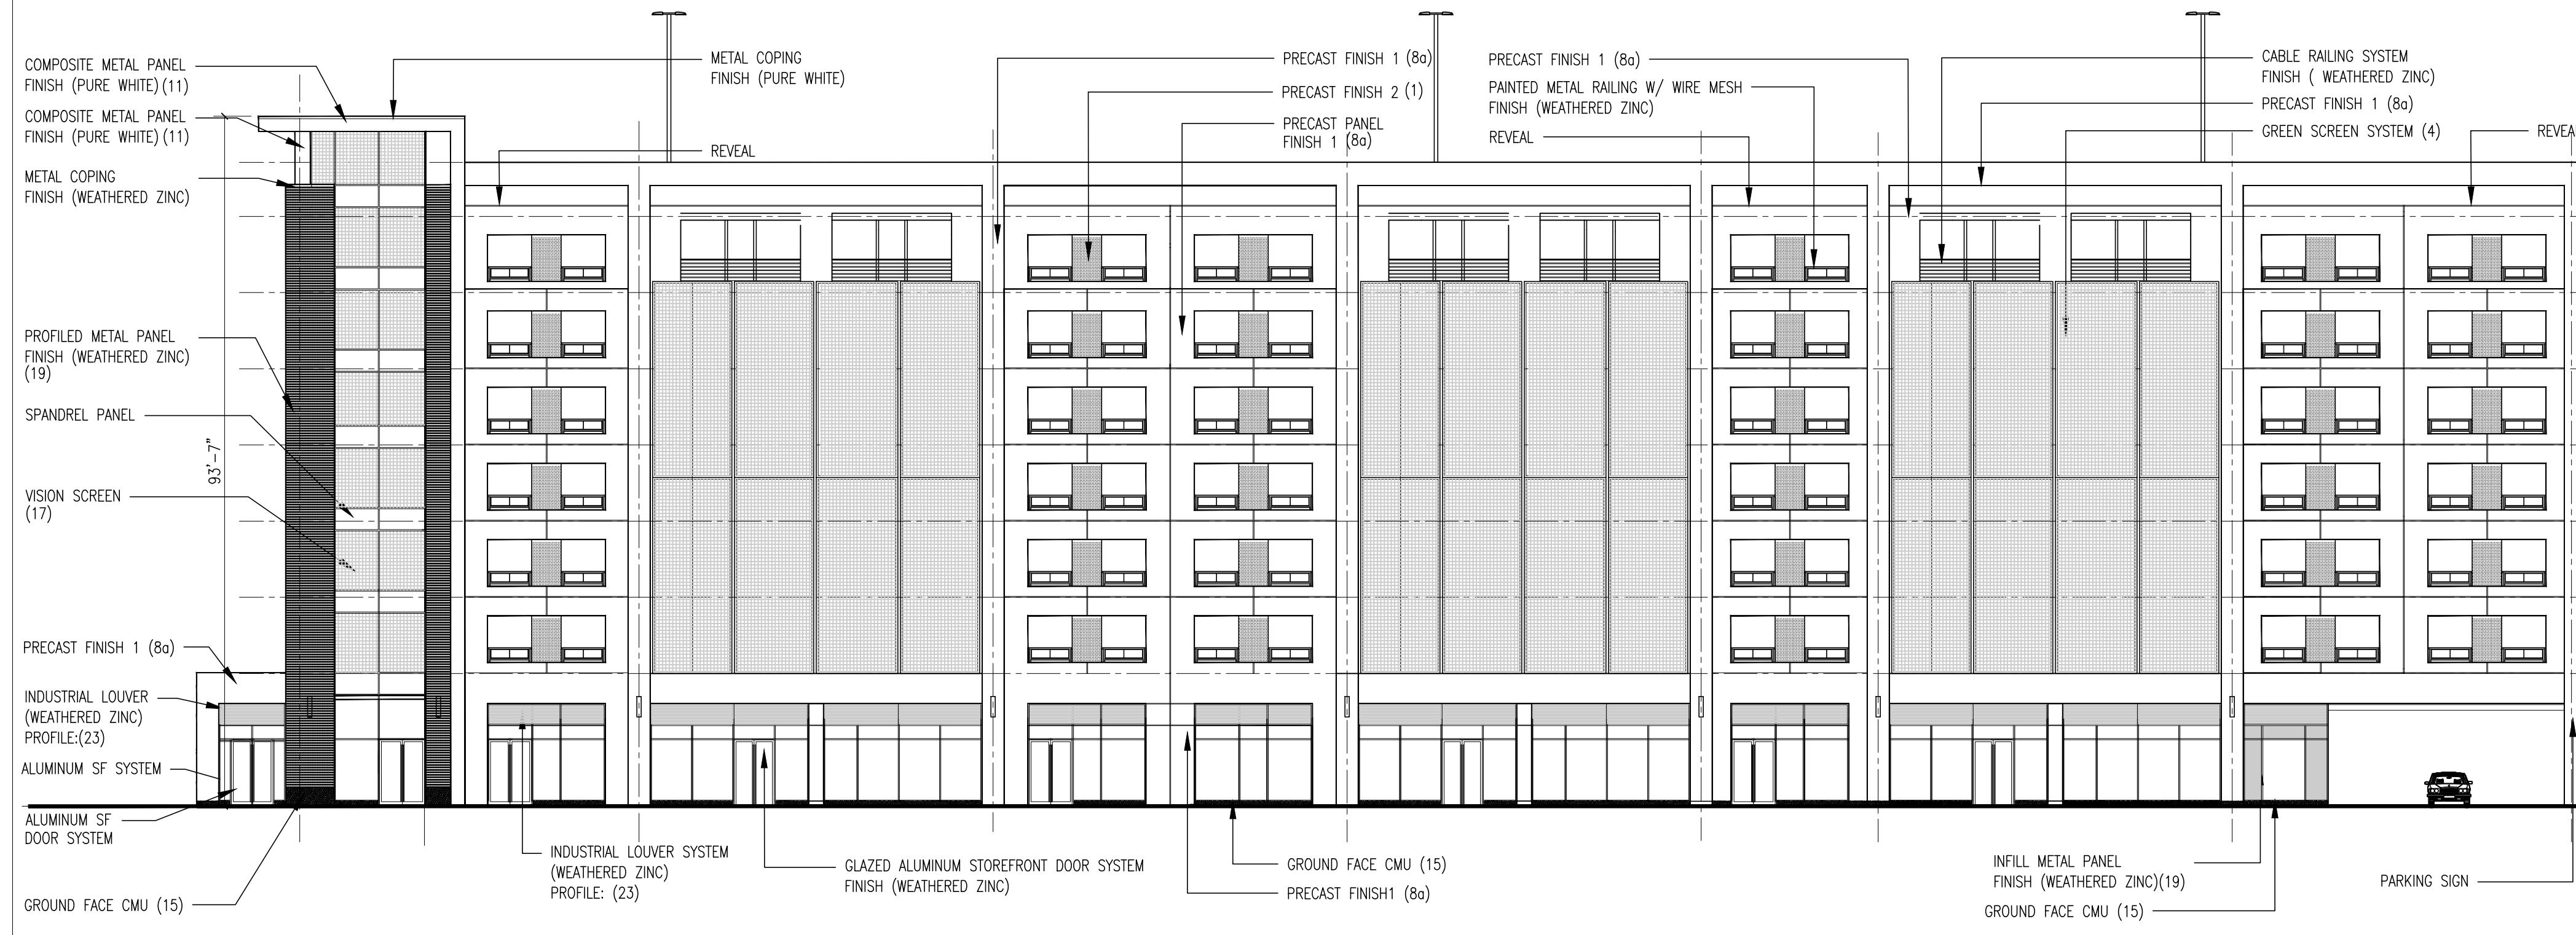 COMPOSITE METAL PANEL
FINISH (PURE WHITE)(11)
COMPOSITE METAL PANEL
FINISH (PURE WHITE)(11)
METAL COPING
FINISH (WEATHERED ZINC)
PROFILED METAL PANEL
FINISH (WEATHERED ZINC)
(19)
SPANDREL PANEL
93'-7"
VISION SCREEN
(17)
PRECAST FINISH 1 (8a)
INDUSTRIAL LOUVER
(WEATHERED ZINC)
PROFILE:(23)
ALUMINUM SF SYSTEM
ALUMINUM SF
DOOR SYSTEM
GROUND FACE CMU (15)
METAL COPING
FINISH (PURE WHITE)
REVEAL
PRECAST FINISH 1 (8a)
PRECAST FINISH 2 (1)
PRECAST PANEL
FINISH 1 (8a)
PRECAST FINISH 1 (8a)
PAINTED METAL RAILING W/ WIRE MESH
FINISH (WEATHERED ZINC)
REVEAL
CABLE RAILING SYSTEM
FINISH ( WEATHERED ZINC)
PRECAST FINISH 1 (8a)
GREEN SCREEN SYSTEM (4)
INDUSTRIAL LOUVER SYSTEM
(WEATHERED ZINC)
PROFILE: (23)
GLAZED ALUMINUM STOREFRONT DOOR SYSTEM
FINISH (WEATHERED ZINC)
GROUND FACE CMU (15)
PRECAST FINISH1 (8a)
INFILL METAL PANEL
FINISH (WEATHERED ZINC)(19)
GROUND FACE CMU (15)
PARKING SIGN